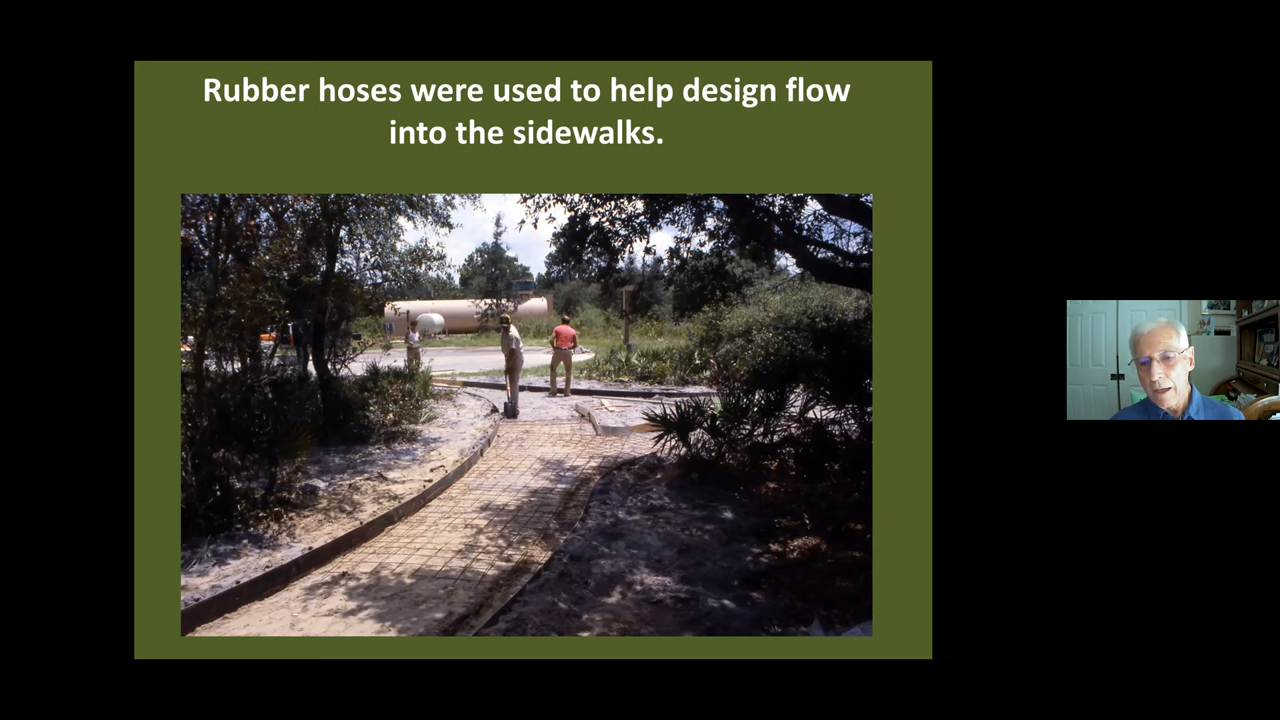 Rubber hoses were used to help design flow
into the sidewalks.